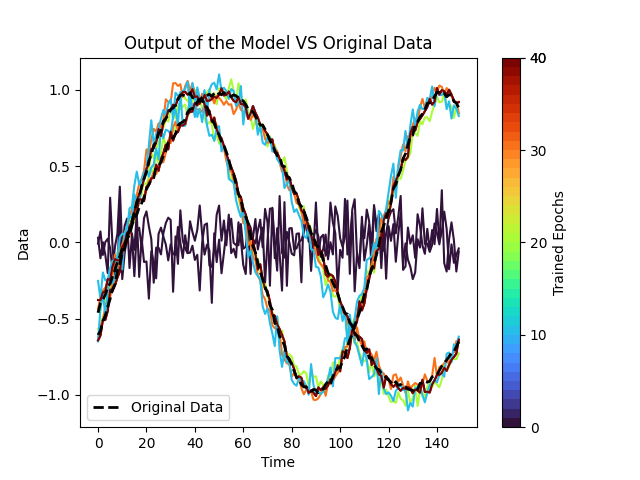 Output of the Model VS Original Data
1.0
0.5
0.0
−0.5
−1.0
Data
Original Data
0 20 40 60 80 100 120 140
Time
40
30
20
10
0
Trained Epochs